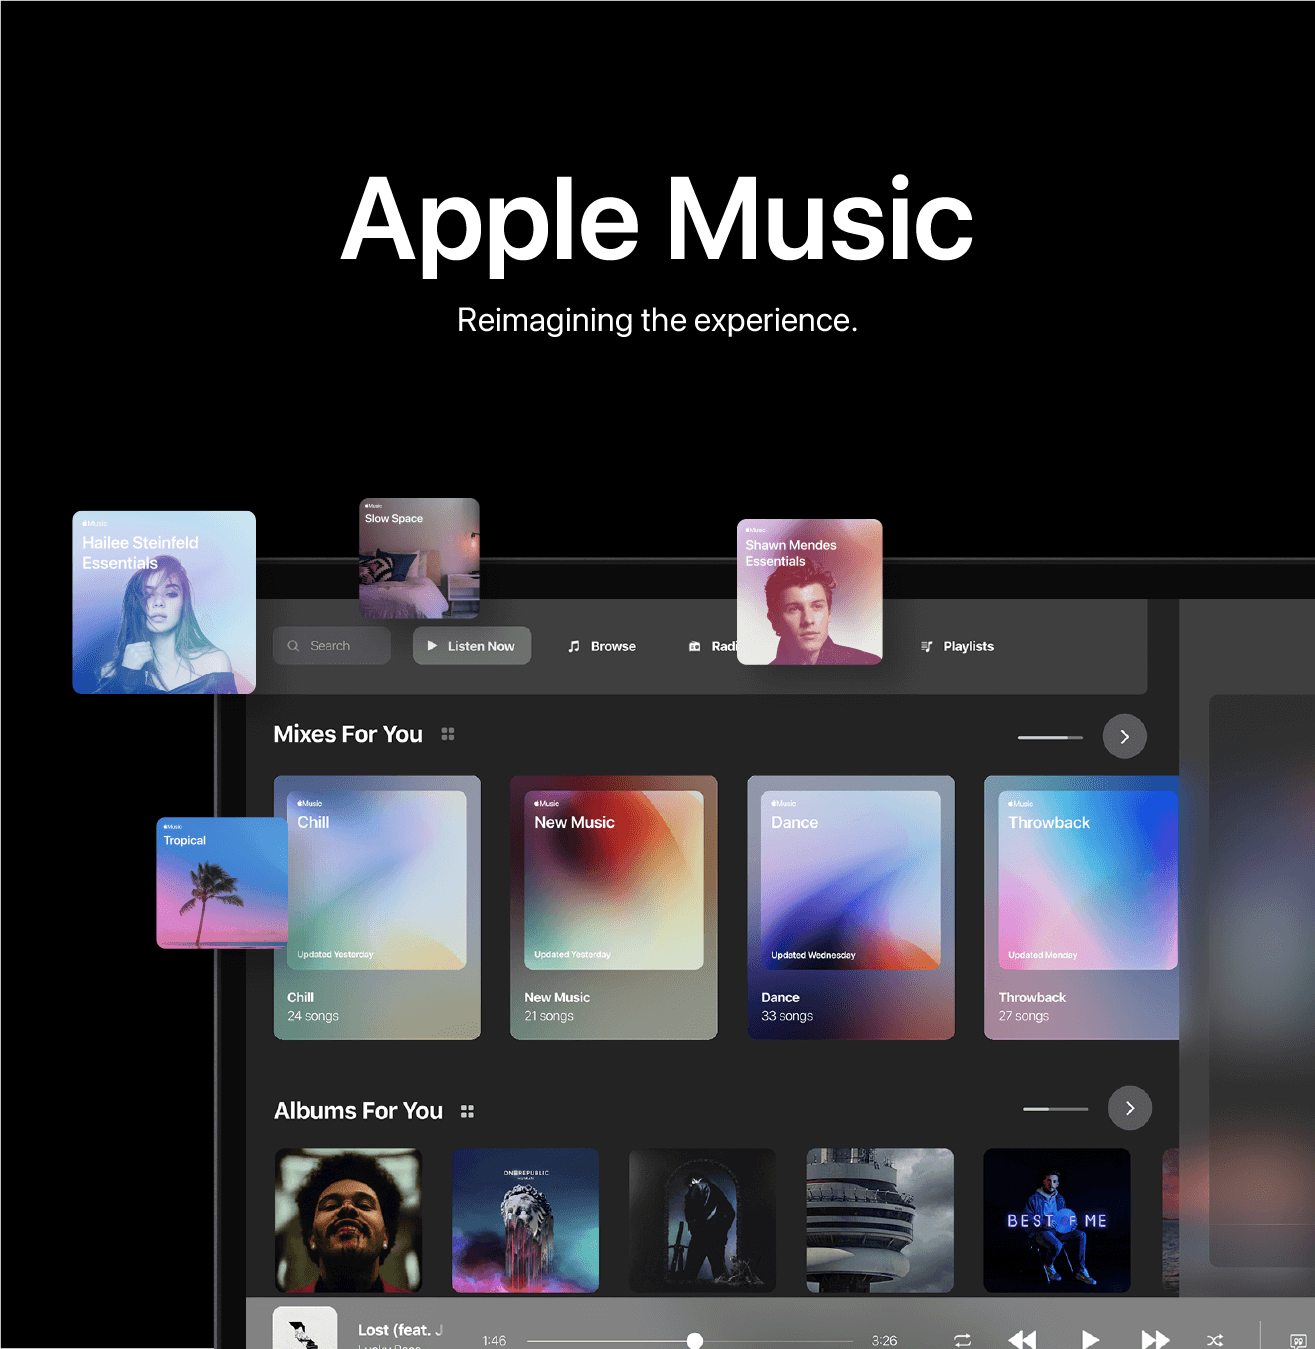 Apple Music
Reimagining the experience.
Music
Hailee Steinfeld
Essentials
Music
Slow Space
Music
Shawn Mendes
Essentials
Search
Listen Now
Browse
Radi
Playlists
Mixes For You
Music
Tropical
Music
Chill
Updated Yesterday
Chill
24 songs
Music
New Music
Updated Yesterday
New Music
21 songs
Music
Dance
Updated Wednesday
Dance
33 songs
Music
Throwback
Updated Monday
Throwback
27 songs
Albums For You
ONEREPUBLIC
HUMAN
BEST OF ME
Lost (feat. J
1:46
3:26